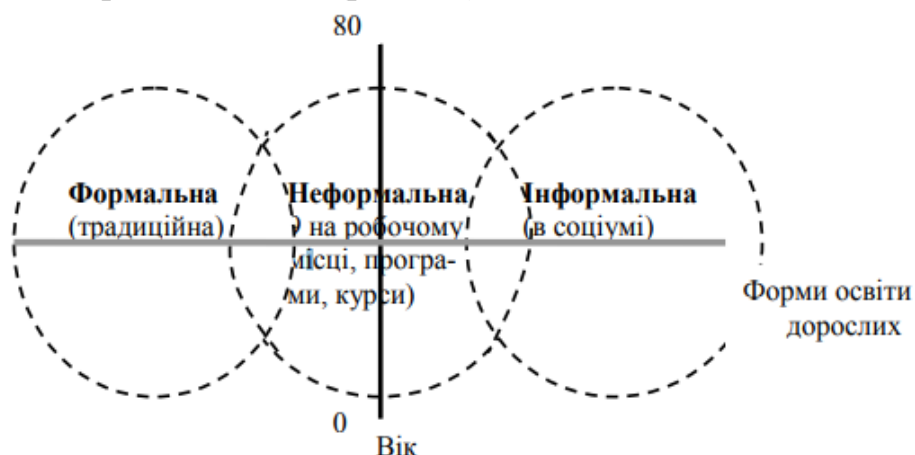 80
Формальна
(традиційна)
Неформальна
) на робочому
місці, програ-
ми, курси)
Інформальна
(в соціумі)
Форми освіти
дорослих
0
Вік